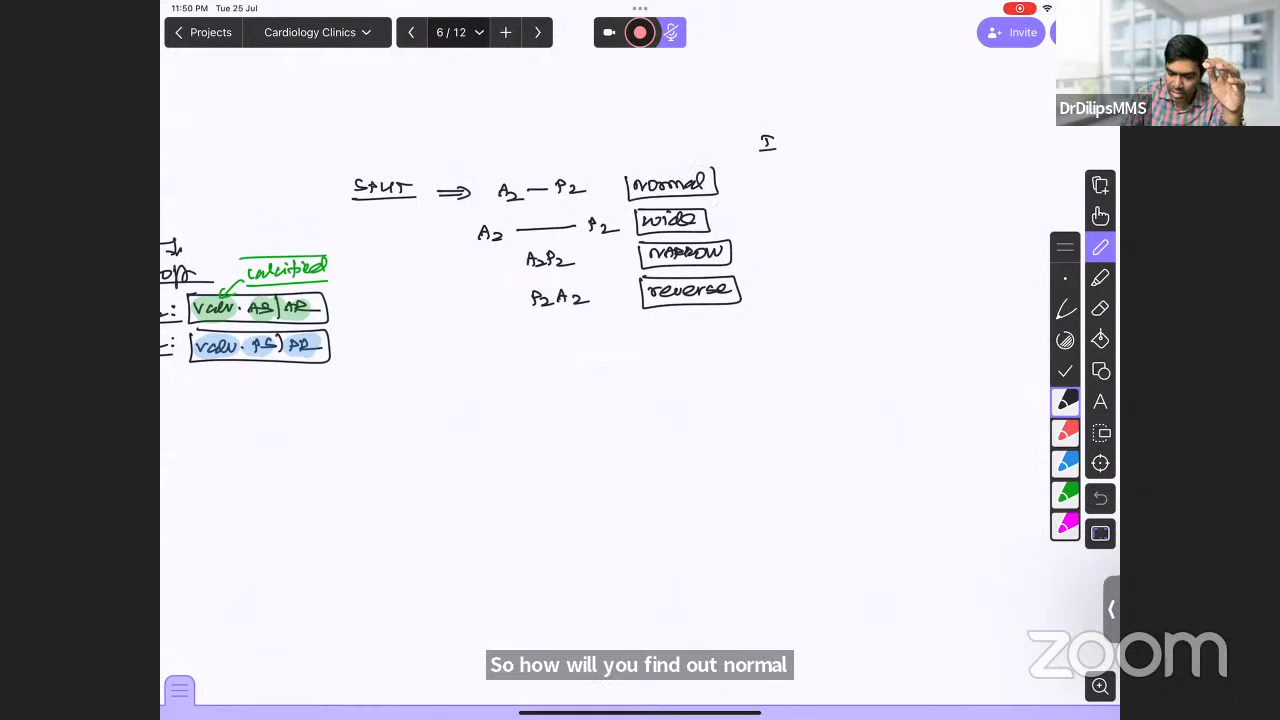 11:50 PM Tue 25 Jul
Projects
Cardiology Clinics
6 / 12
Invite
DrDilipsMMS
I
SPLIT ⟹ A2 — P2 normal
A2 —— P2 wide
A2P2 NARROW
P2A2 reverse
calcified
valv. AS) AR
valv. PS) PR
A
So how will you find out normal
zoom